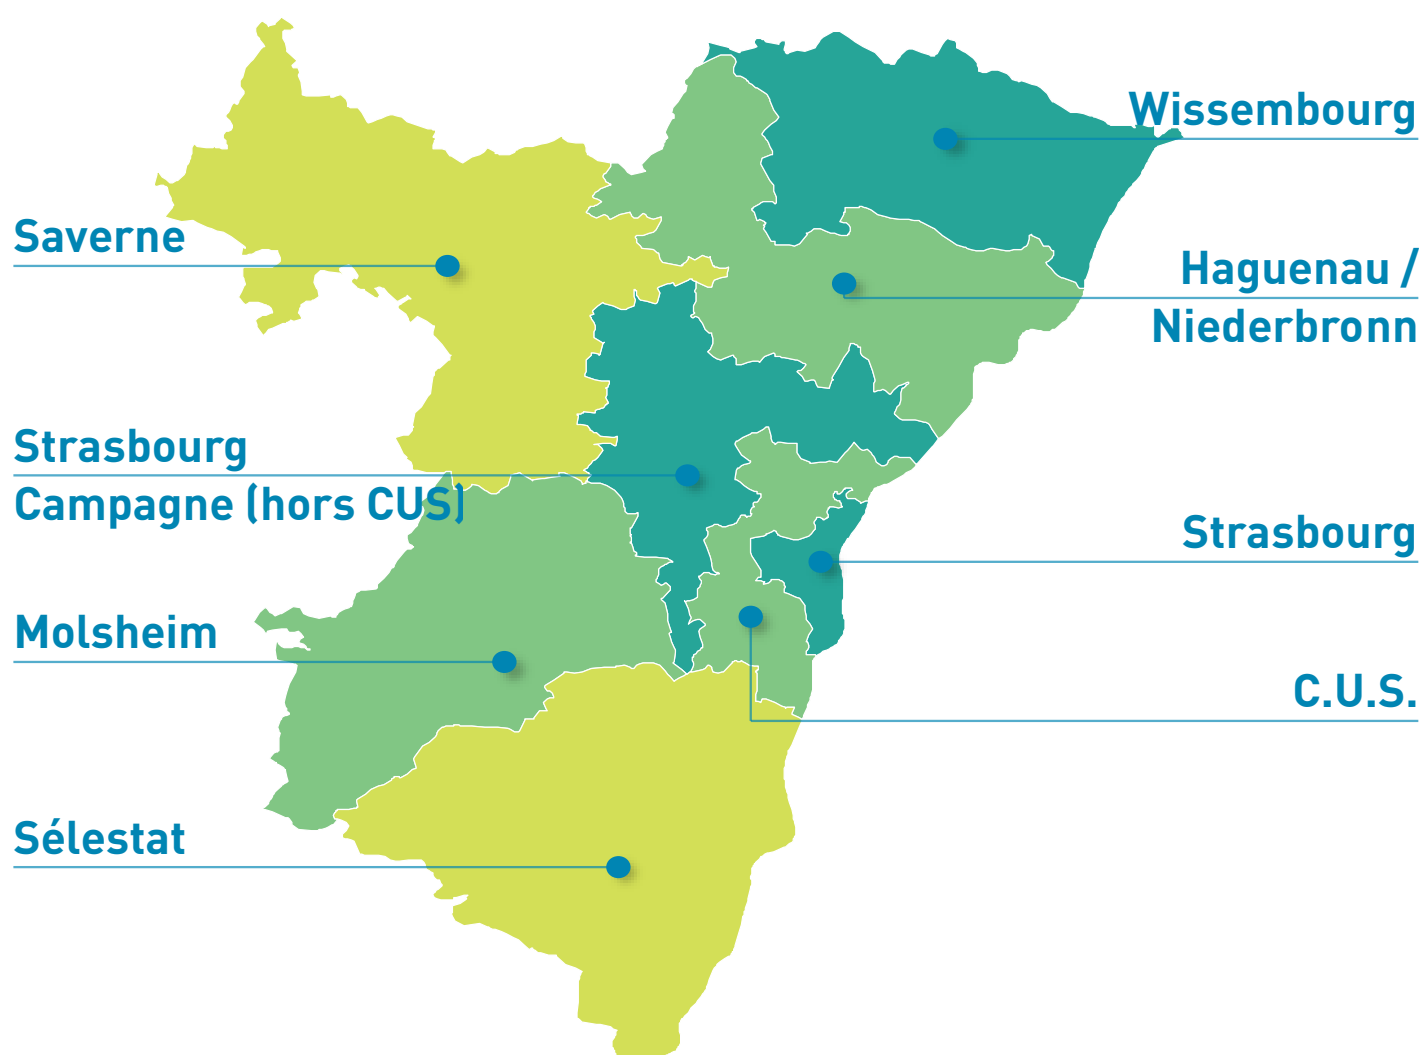 Wissembourg
Saverne
Haguenau /
Niederbronn
Strasbourg
Campagne (hors CUS)
Strasbourg
Molsheim
C.U.S.
Sélestat